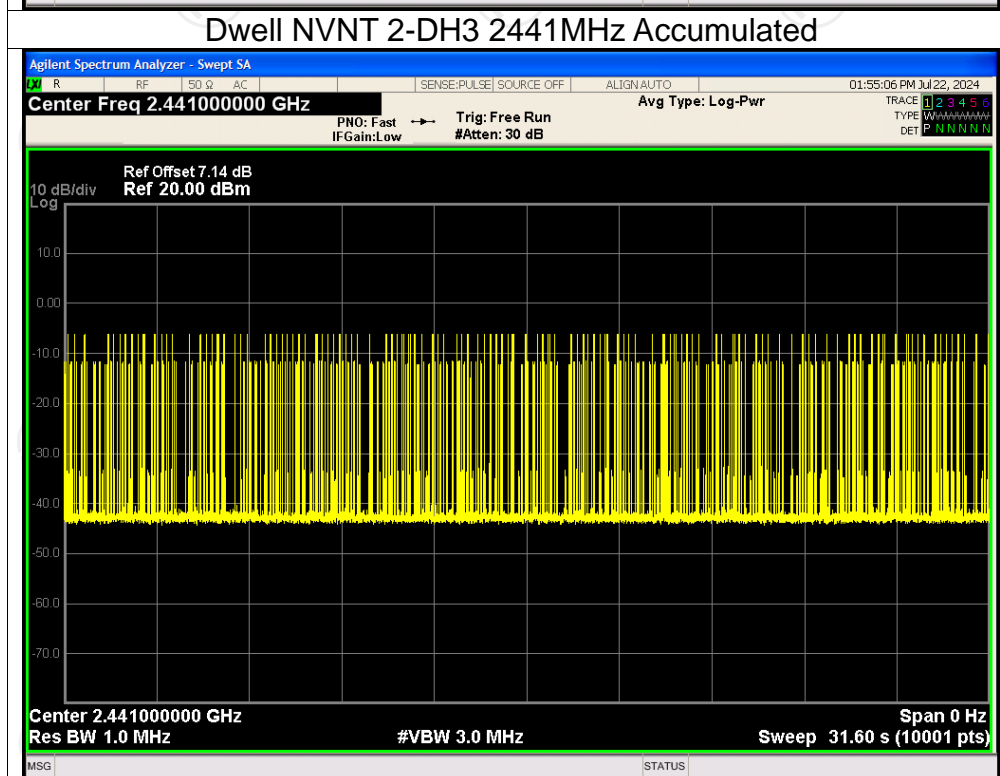 Dwell NVNT 2-DH3 2441MHz Accumulated
Agilent Spectrum Analyzer - Swept SA
LXI R RF 50 Ω AC SENSE:PULSE SOURCE OFF ALIGN AUTO 01:55:06 PM Jul 22, 2024
Center Freq 2.441000000 GHz
PNO: Fast
IFGain:Low
Trig: Free Run
#Atten: 30 dB
Avg Type: Log-Pwr
TRACE 1 2 3 4 5 6
TYPE WWWWWW
DET P N N N N N
Ref Offset 7.14 dB
10 dB/div Ref 20.00 dBm
Log
10.0
0.00
-10.0
-20.0
-30.0
-40.0
-50.0
-60.0
-70.0
Center 2.441000000 GHz Span 0 Hz
Res BW 1.0 MHz #VBW 3.0 MHz Sweep 31.60 s (10001 pts)
MSG STATUS